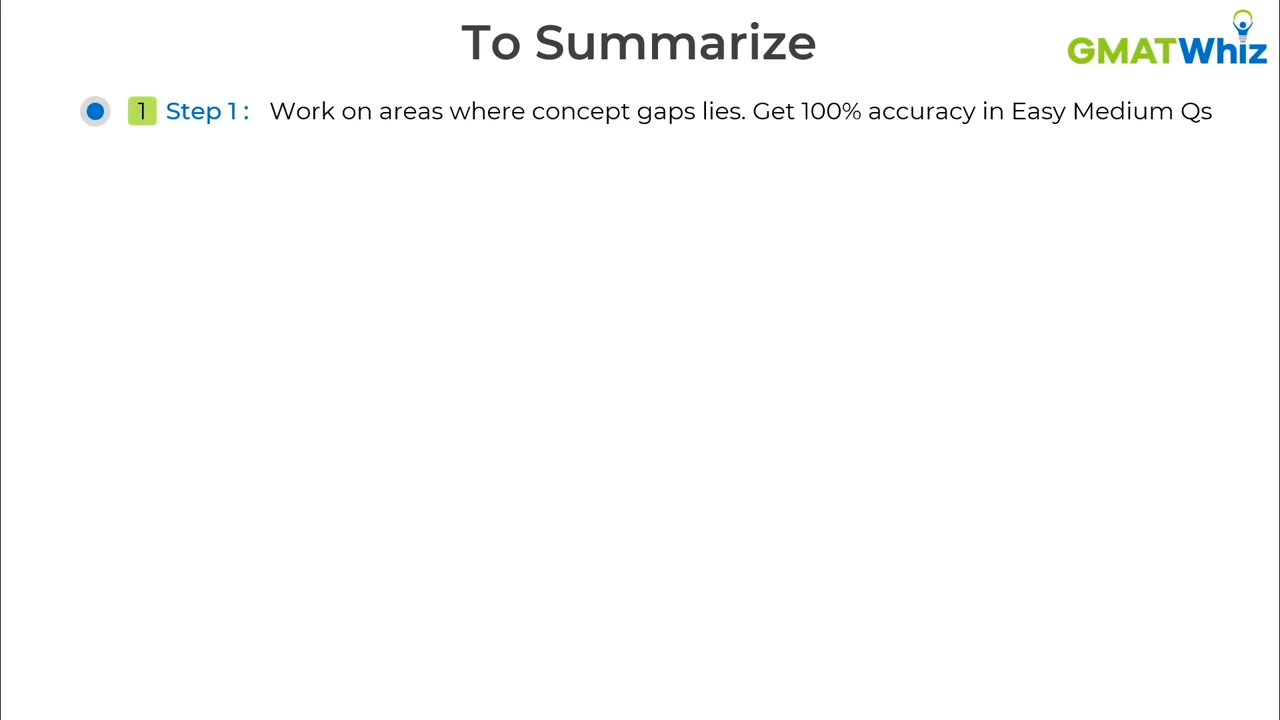 To Summarize
GMATWhiz
1 Step 1 : Work on areas where concept gaps lies. Get 100% accuracy in Easy Medium Qs